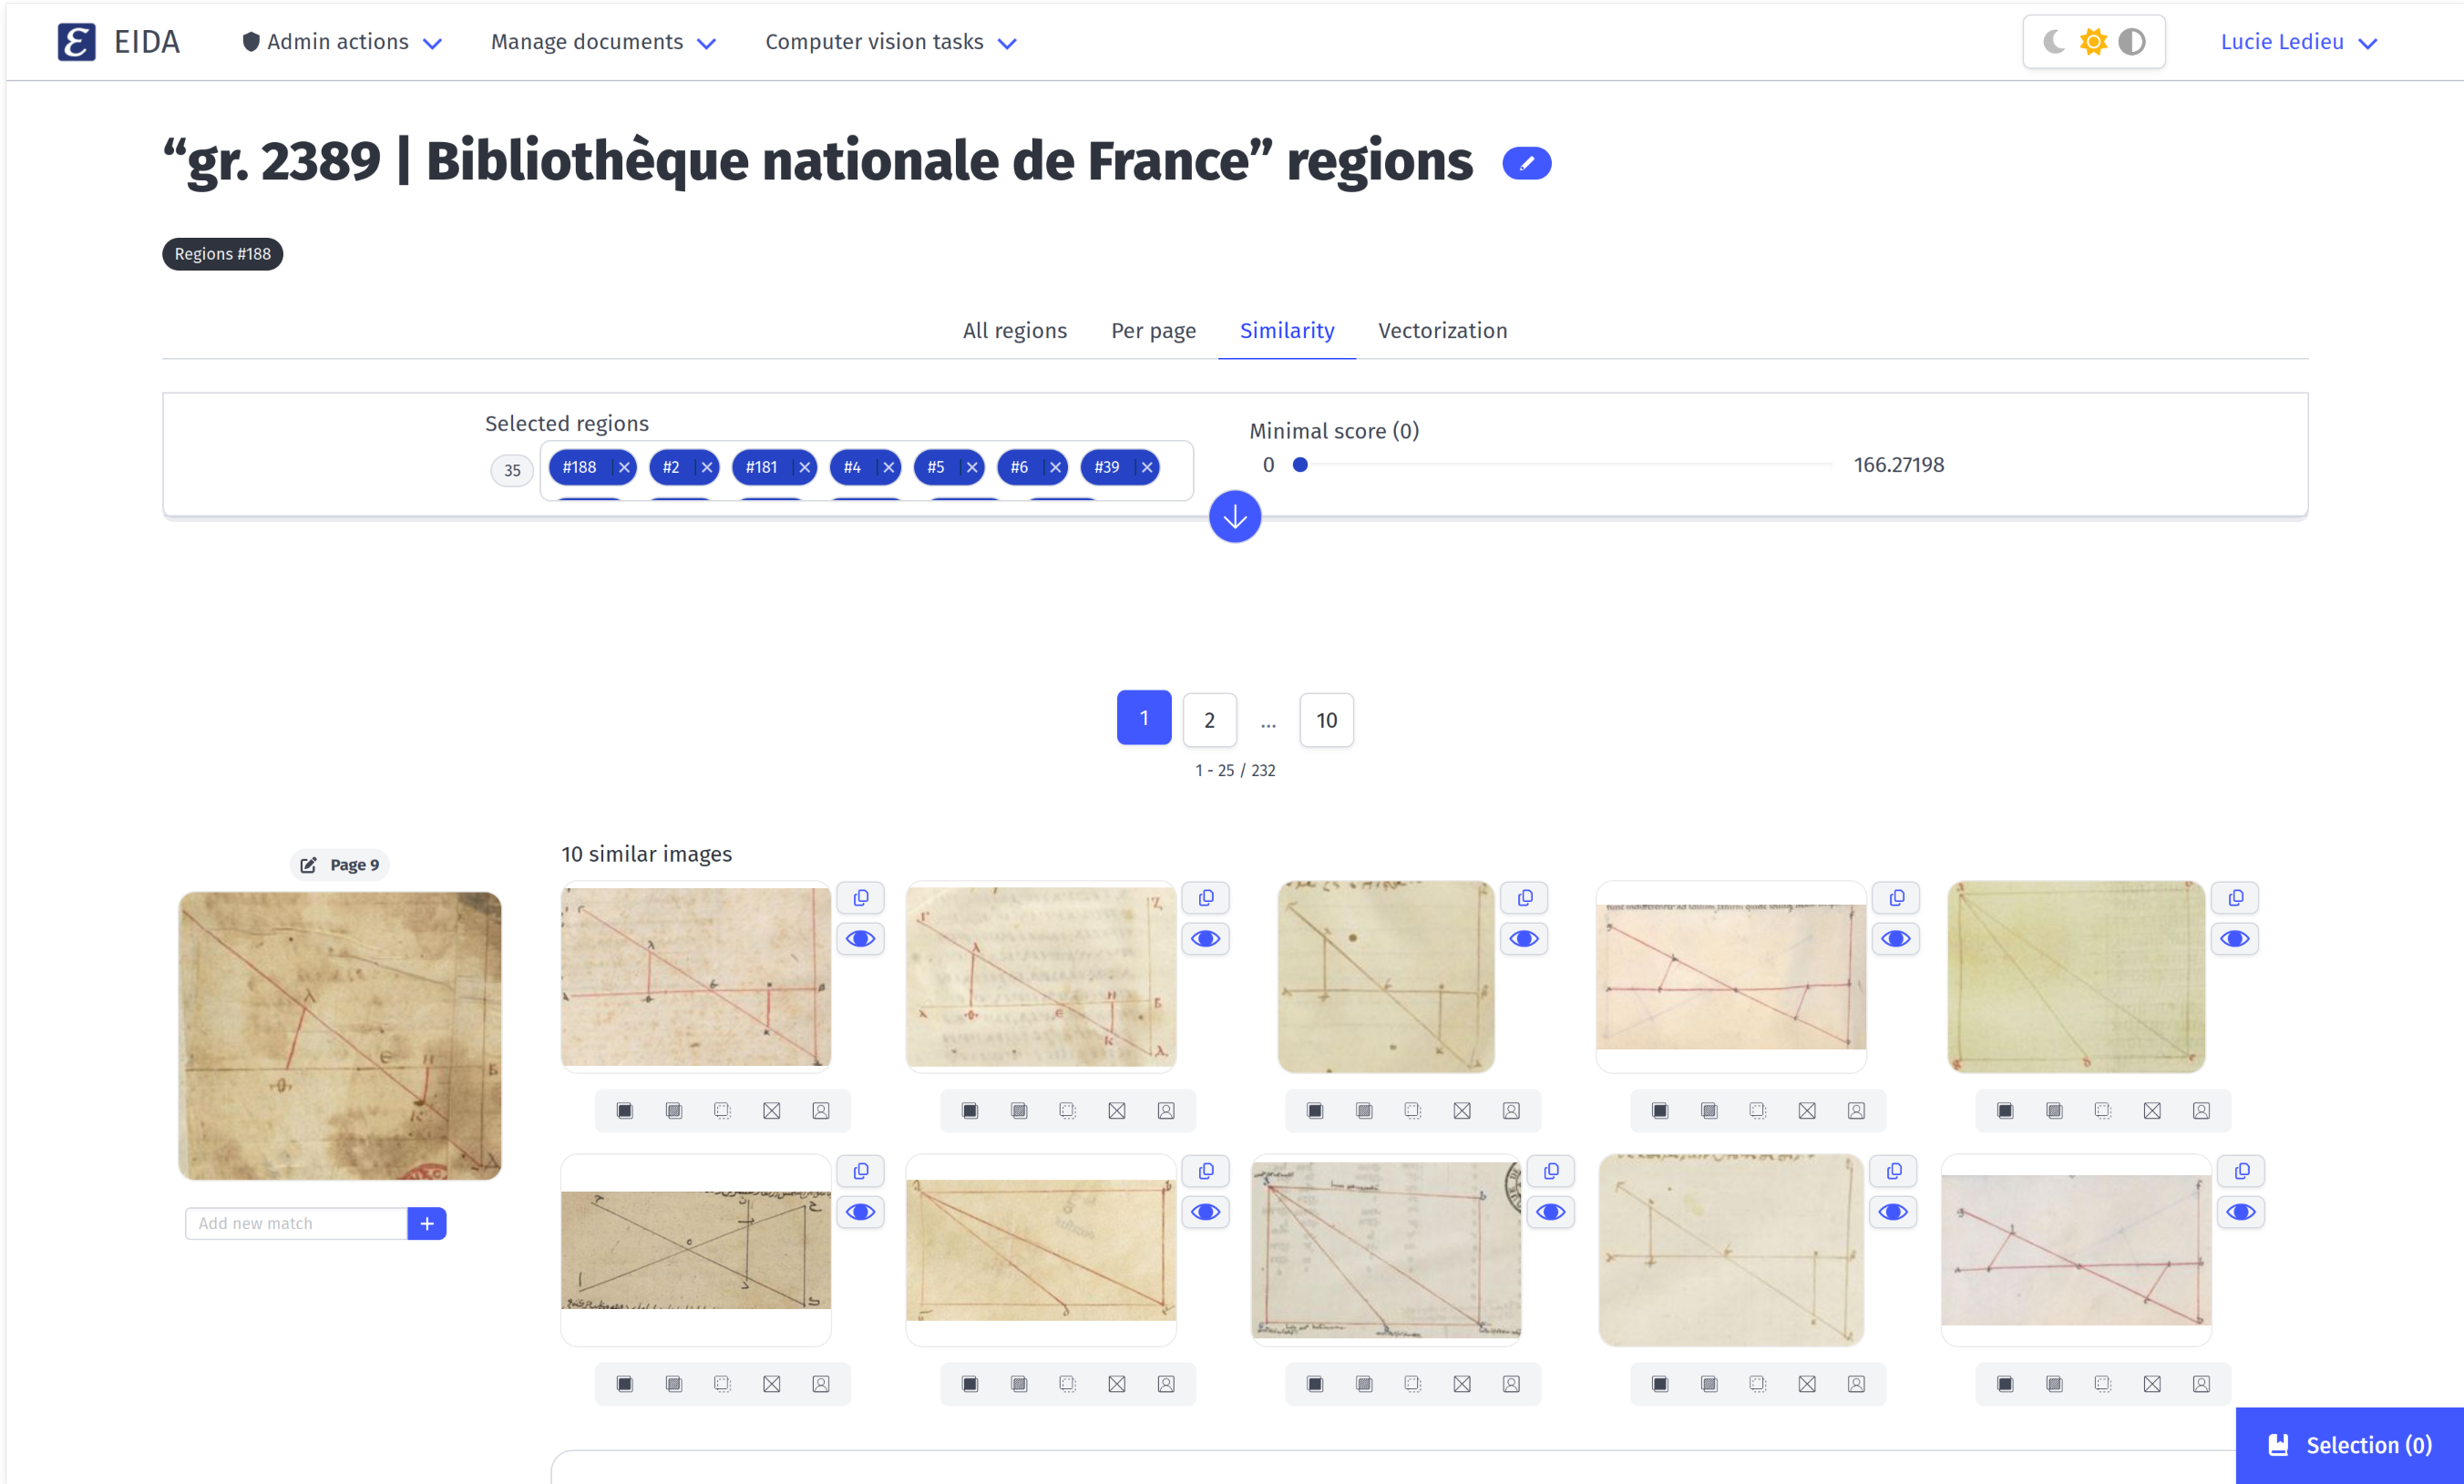 EIDA
Admin actions
Manage documents
Computer vision tasks
Lucie Ledieu
“gr. 2389 | Bibliothèque nationale de France” regions
Regions #188
All regions
Per page
Similarity
Vectorization
Selected regions
35
#188
#2
#181
#4
#5
#6
#39
Minimal score (0)
0
166.27198
1
2
...
10
1 - 25 / 232
Page 9
Add new match
+
10 similar images
Selection (0)